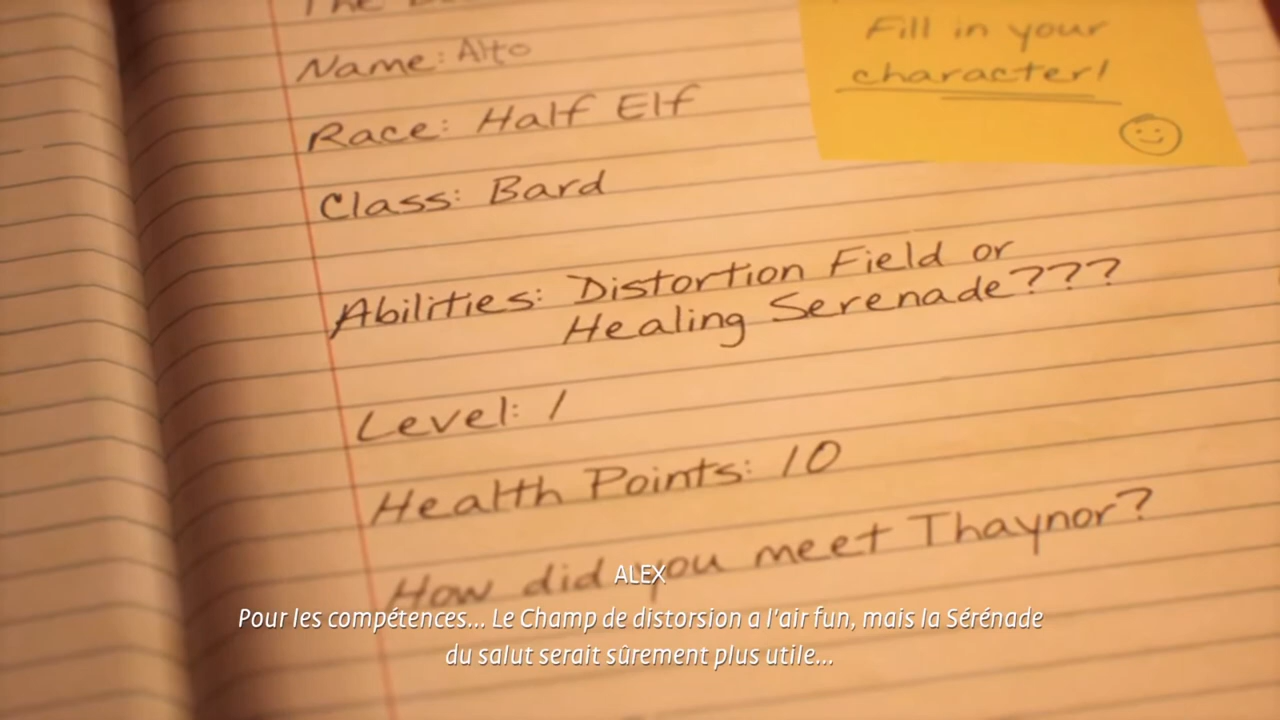 Name: Alto
Race: Half Elf
Class: Bard
Abilities: Distortion Field or
Healing Serenade???
Level: 1
Health Points: 10
How did you meet Thaynor?
Fill in your
character!
ALEX
Pour les compétences... Le Champ de distorsion a l'air fun, mais la Sérénade
du salut serait sûrement plus utile...